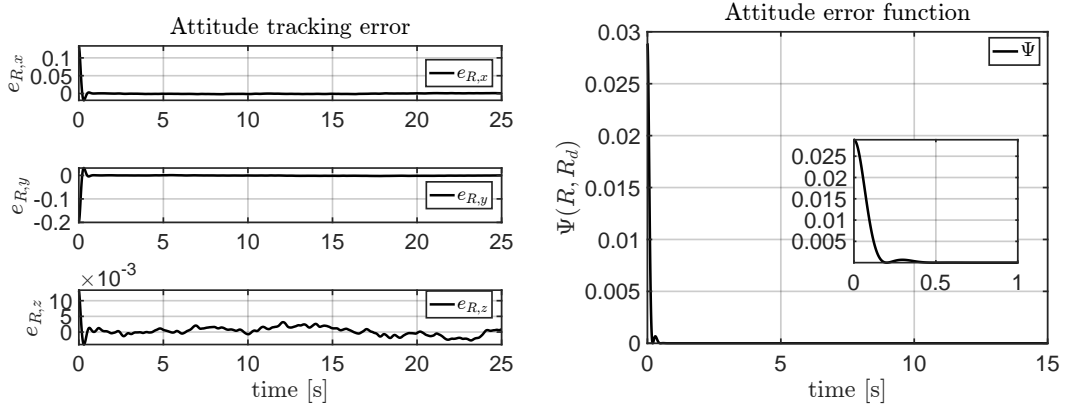 Attitude tracking error
e_{R,x}
0.1
0.05
0
e_{R,x}
0 5 10 15 20 25
e_{R,y}
0
-0.1
-0.2
e_{R,y}
0 5 10 15 20 25
×10^{-3}
e_{R,z}
10
5
0
e_{R,z}
0 5 10 15 20 25
time [s]
Attitude error function
Ψ(R, R_d)
0.03
0.025
0.02
0.015
0.01
0.005
0
Ψ
0.025
0.02
0.015
0.01
0.005
0 0.5 1
0 5 10 15
time [s]